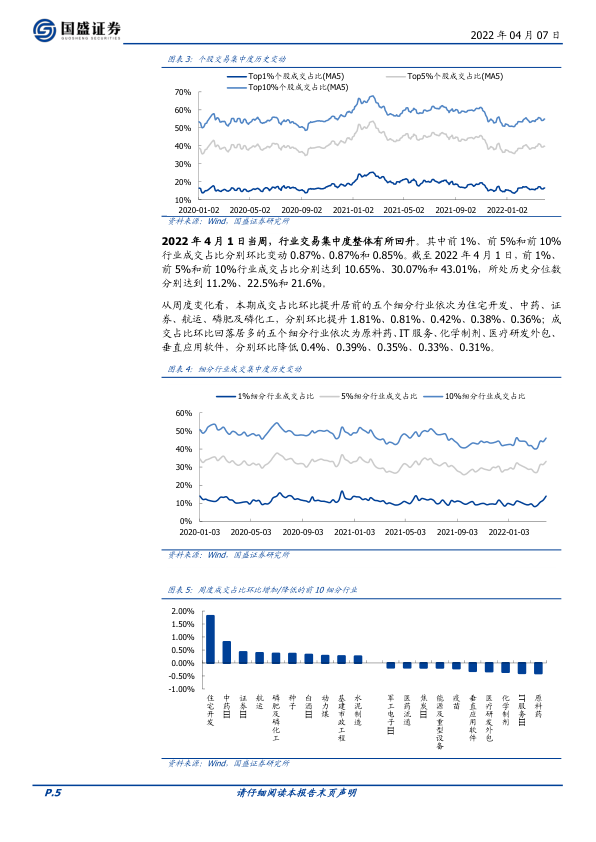 国盛证券
GUOSHENG SECURITIES
2022 年 04 月 07 日
图表 3: 个股交易集中度历史变动
Top1%个股成交占比(MA5)
Top5%个股成交占比(MA5)
Top10%个股成交占比(MA5)
70%
60%
50%
40%
30%
20%
10%
2020-01-02 2020-05-02 2020-09-02 2021-01-02 2021-05-02 2021-09-02 2022-01-02
资料来源：Wind，国盛证券研究所
2022 年 4 月 1 日当周，行业交易集中度整体有所回升。其中前 1%、前 5%和前 10%
行业成交占比分别环比变动 0.87%、0.87%和 0.85%。截至 2022 年 4 月 1 日，前 1%、
前 5%和前 10%行业成交占比分别达到 10.65%、30.07%和 43.01%，所处历史分位数
分别达到 11.2%、22.5%和 21.6%。
从周度变化看，本期成交占比环比提升居前的五个细分行业依次为住宅开发、中药、证
券、航运、磷肥及磷化工，分别环比提升 1.81%、0.81%、0.42%、0.38%、0.36%；成
交占比环比回落居多的五个细分行业依次为原料药、IT 服务、化学制剂、医疗研发外包、
垂直应用软件，分别环比降低 0.4%、0.39%、0.35%、0.33%、0.31%。
图表 4: 细分行业成交集中度历史变动
1%细分行业成交占比
5%细分行业成交占比
10%细分行业成交占比
60%
50%
40%
30%
20%
10%
0%
2020-01-03 2020-05-03 2020-09-03 2021-01-03 2021-05-03 2021-09-03 2022-01-03
资料来源：Wind，国盛证券研究所
图表 5: 周度成交占比环比增加/降低的前 10 细分行业
2.00%
1.50%
1.00%
0.50%
0.00%
-0.50%
-1.00%
住宅开发
中药III
证券III
航运
磷肥及磷化工
种子
白酒III
动力煤
基建市政工程
水泥制造
军工电子III
医药流通
焦炭III
能源及重型设备
疫苗
垂直应用软件
医疗研发外包
化学制剂
IT服务III
原料药
资料来源：Wind，国盛证券研究所
P.5
请仔细阅读本报告末页声明